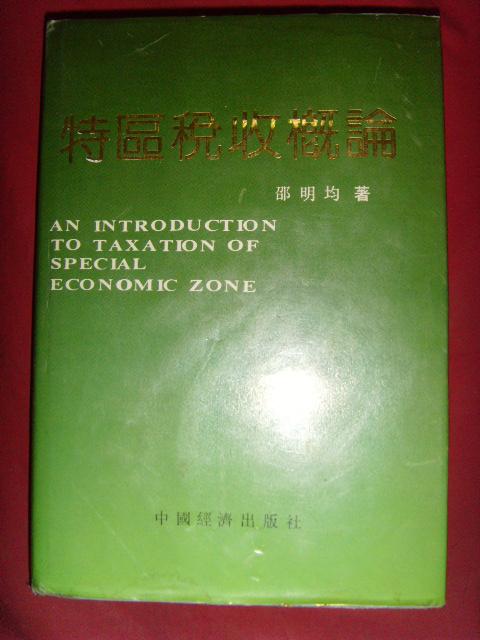 特區稅收概論
邵明均 著
AN INTRODUCTION
TO TAXATION OF
SPECIAL
ECONOMIC ZONE
中國經濟出版社